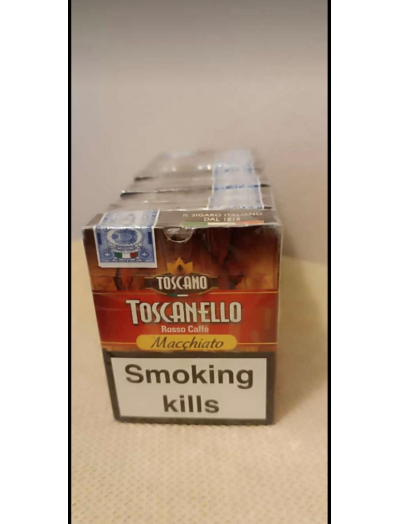 IL SIGARO ITALIANO
DAL 1818
TOSCANO
TOSCANELLO
Rosso Caffè
Macchiato
Smoking
kills